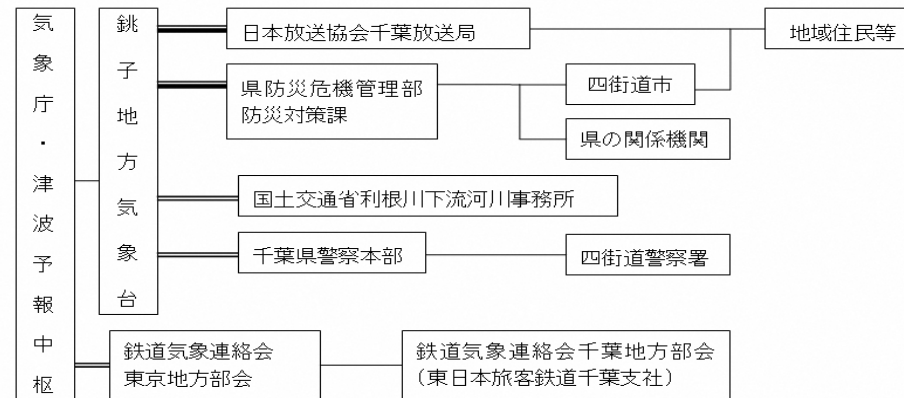 気象庁・津波予報中枢
銚子地方気象台
日本放送協会千葉放送局
地域住民等
県防災危機管理部
防災対策課
四街道市
県の関係機関
国土交通省利根川下流河川事務所
千葉県警察本部
四街道警察署
鉄道気象連絡会
東京地方部会
鉄道気象連絡会千葉地方部会
（東日本旅客鉄道千葉支社）